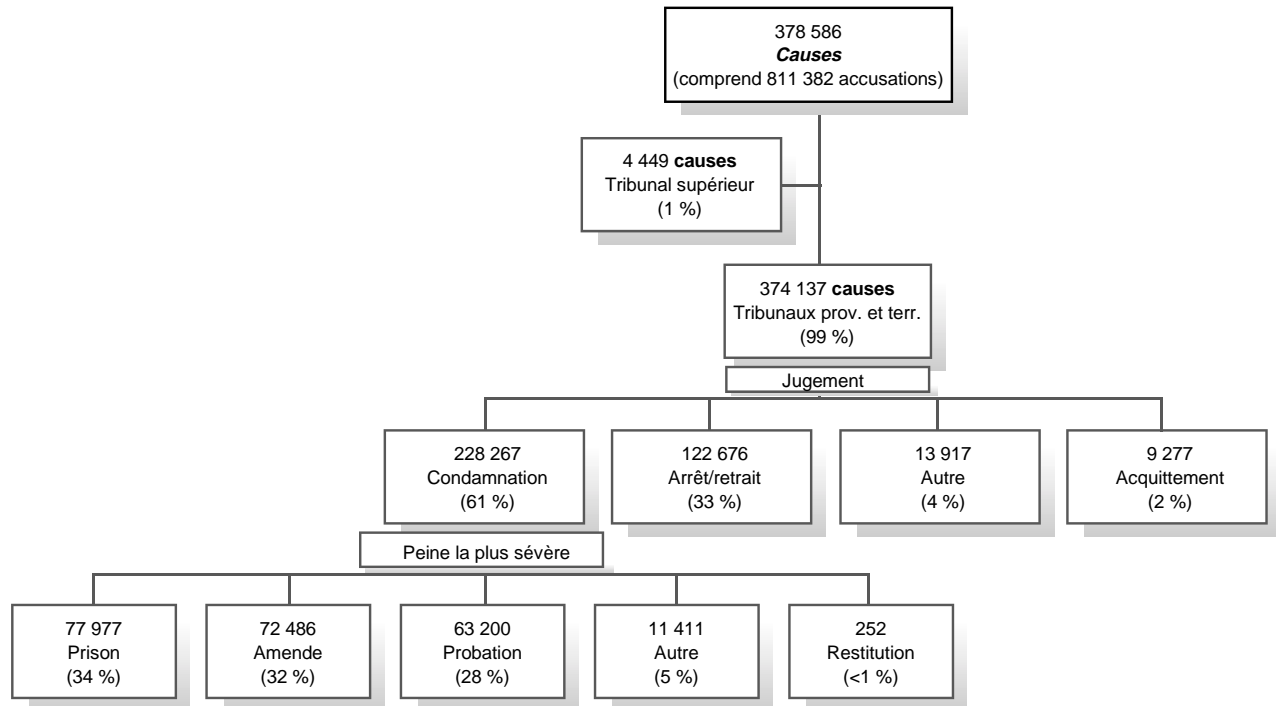 378 586
Causes
(comprend 811 382 accusations)
4 449 causes
Tribunal supérieur
(1 %)
374 137 causes
Tribunaux prov. et terr.
(99 %)
Jugement
228 267
Condamnation
(61 %)
122 676
Arrêt/retrait
(33 %)
13 917
Autre
(4 %)
9 277
Acquittement
(2 %)
Peine la plus sévère
77 977
Prison
(34 %)
72 486
Amende
(32 %)
63 200
Probation
(28 %)
11 411
Autre
(5 %)
252
Restitution
(<1 %)